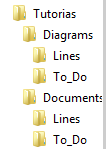 Tutorias
Diagrams
Lines
To_Do
Documents
Lines
To_Do